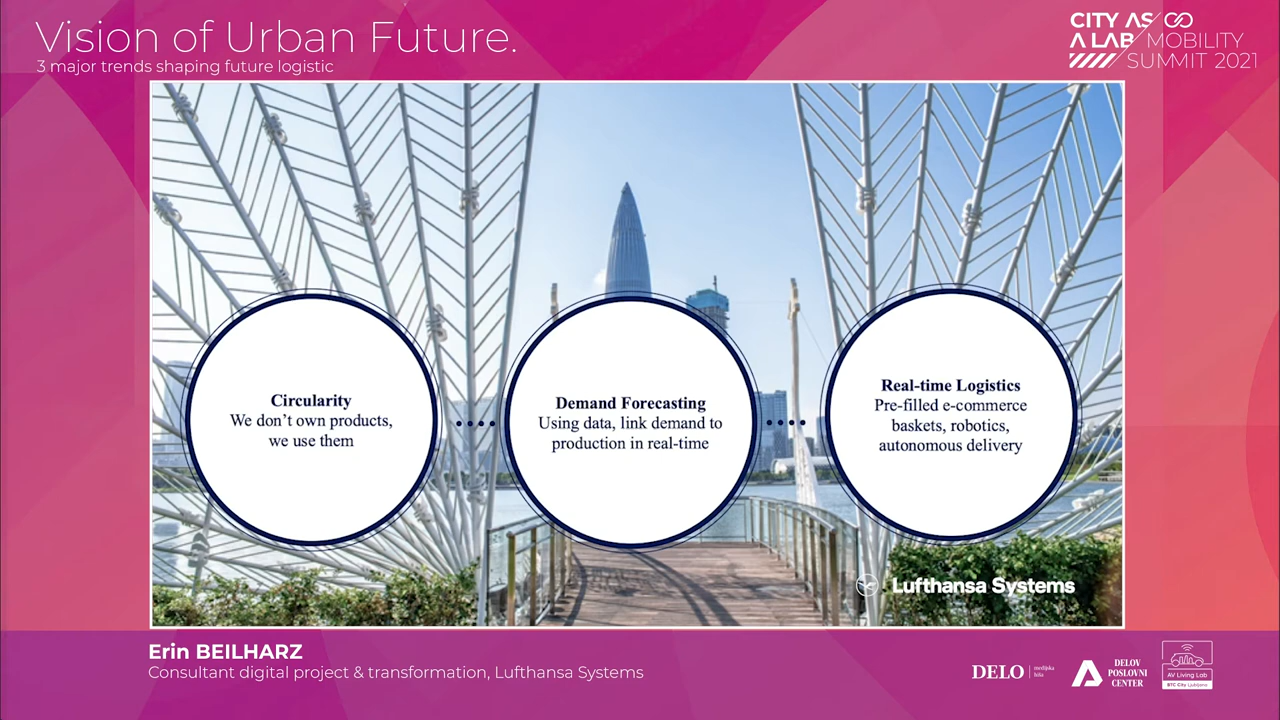 Vision of Urban Future.
3 major trends shaping future logistic
CITY AS
A LAB MOBILITY
SUMMIT 2021
Circularity
We don't own products,
we use them
Demand Forecasting
Using data, link demand to
production in real-time
Real-time Logistics
Pre-filled e-commerce
baskets, robotics,
autonomous delivery
Lufthansa Systems
Erin BEILHARZ
Consultant digital project & transformation, Lufthansa Systems
DELO
medijska
hiša
DELOV
POSLOVNI
CENTER
AV Living Lab
BTC City Ljubljana